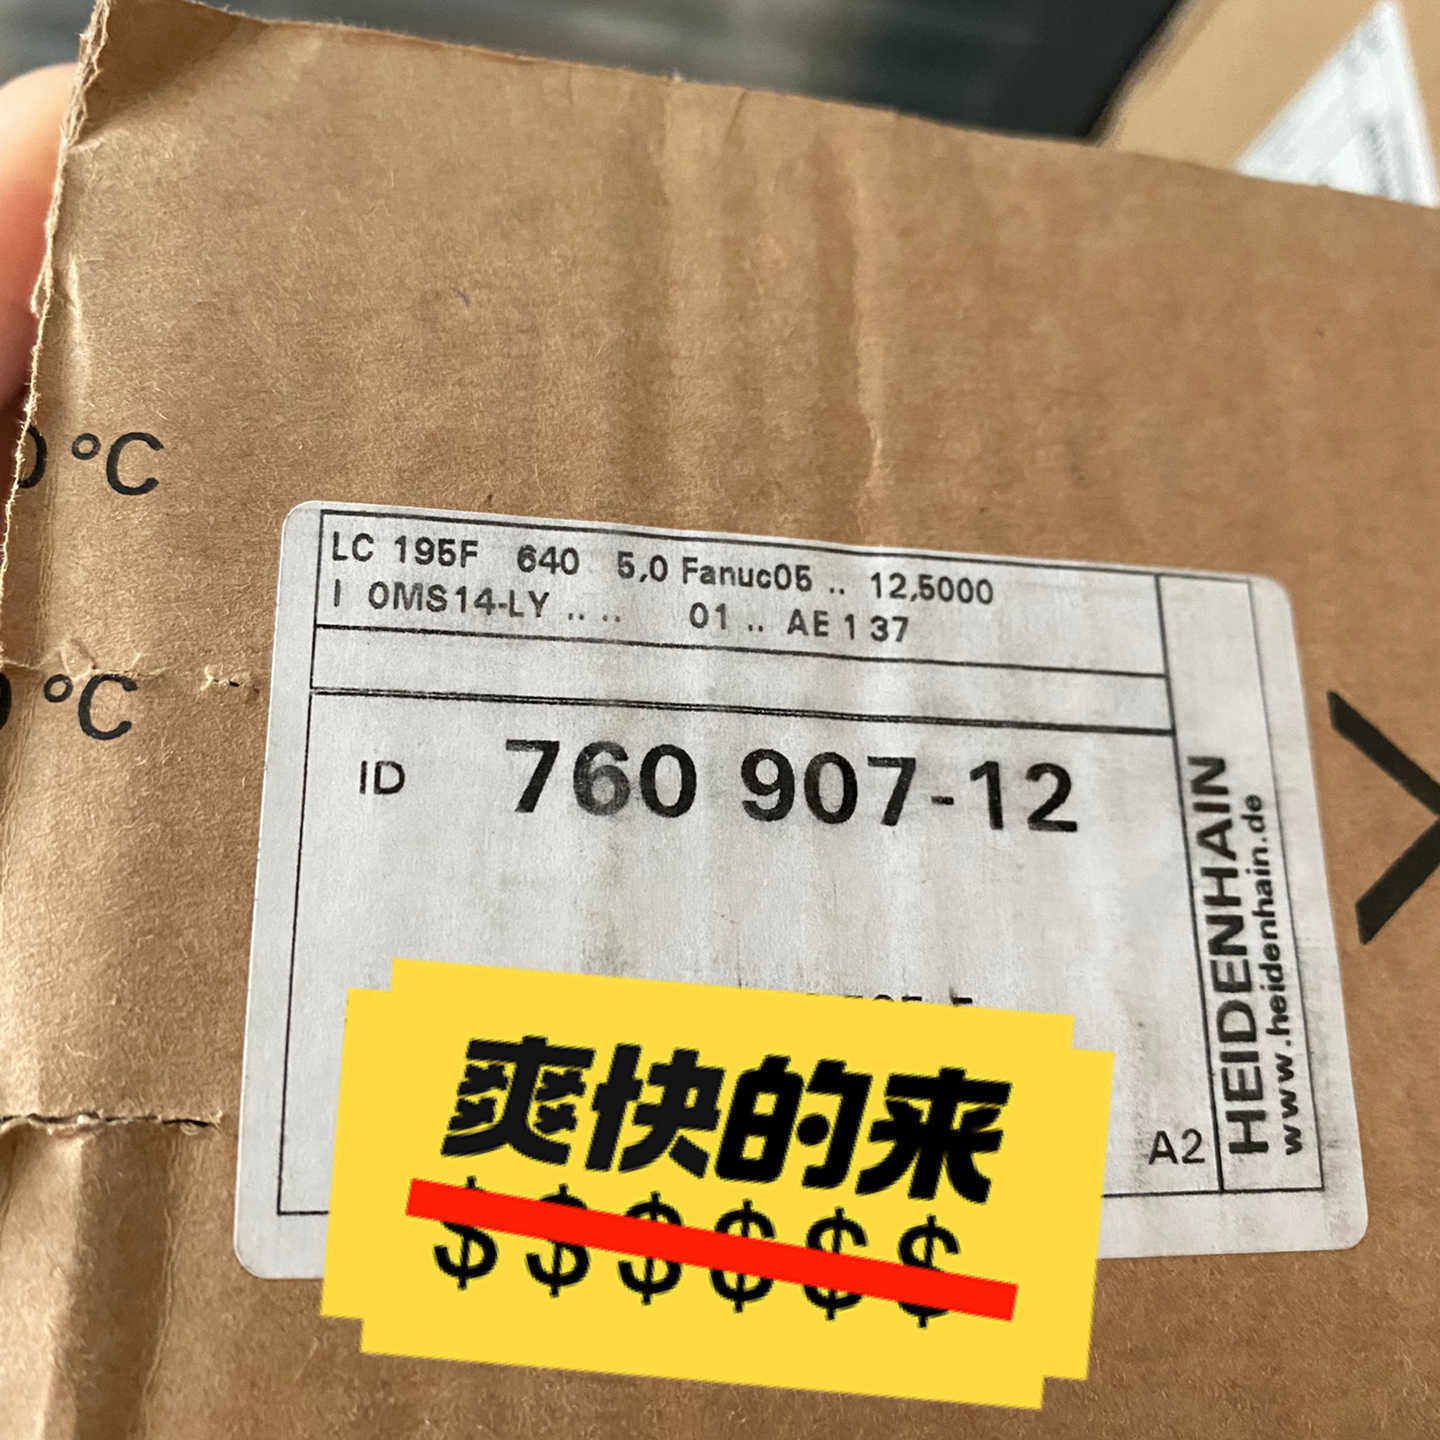 °C
°C
LC 195F 640 5,0 Fanuc05 .. 12,5000
I 0MS14-LY .. .. 01 .. AE 1 37
ID 760 907-12
A2
HEIDENHAIN
www.heidenhain.de
爽快的来
$$$$$$